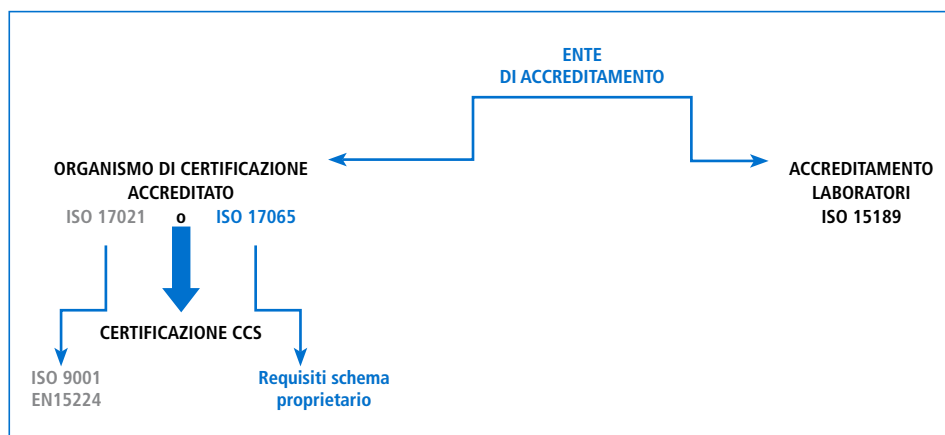 ENTE
DI ACCREDITAMENTO
ORGANISMO DI CERTIFICAZIONE
ACCREDITATO
ISO 17021 o ISO 17065
ACCREDITAMENTO
LABORATORI
ISO 15189
CERTIFICAZIONE CCS
ISO 9001
EN15224
Requisiti schema
proprietario